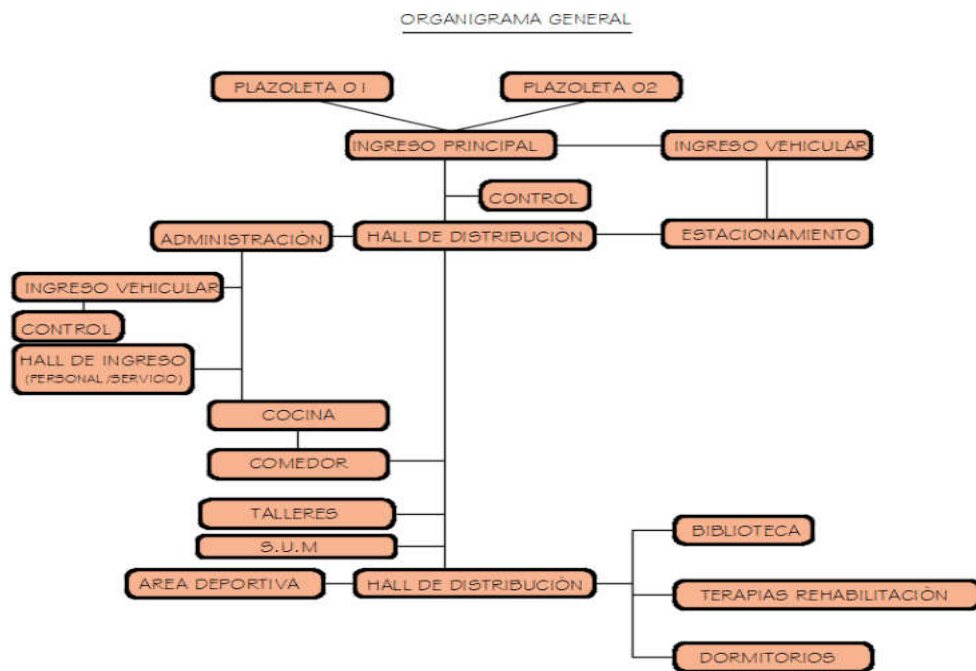 ORGANIGRAMA GENERAL
PLAZOLETA 01
PLAZOLETA 02
INGRESO PRINCIPAL
INGRESO VEHICULAR
CONTROL
ADMINISTRACIÒN
HALL DE DISTRIBUCIÒN
ESTACIONAMIENTO
INGRESO VEHICULAR
CONTROL
HALL DE INGRESO
(PERSONAL /SERVICIO)
COCINA
COMEDOR
TALLERES
S.U.M
BIBLIOTECA
AREA DEPORTIVA
HALL DE DISTRIBUCIÒN
TERAPIAS REHABILITACIÒN
DORMITORIOS